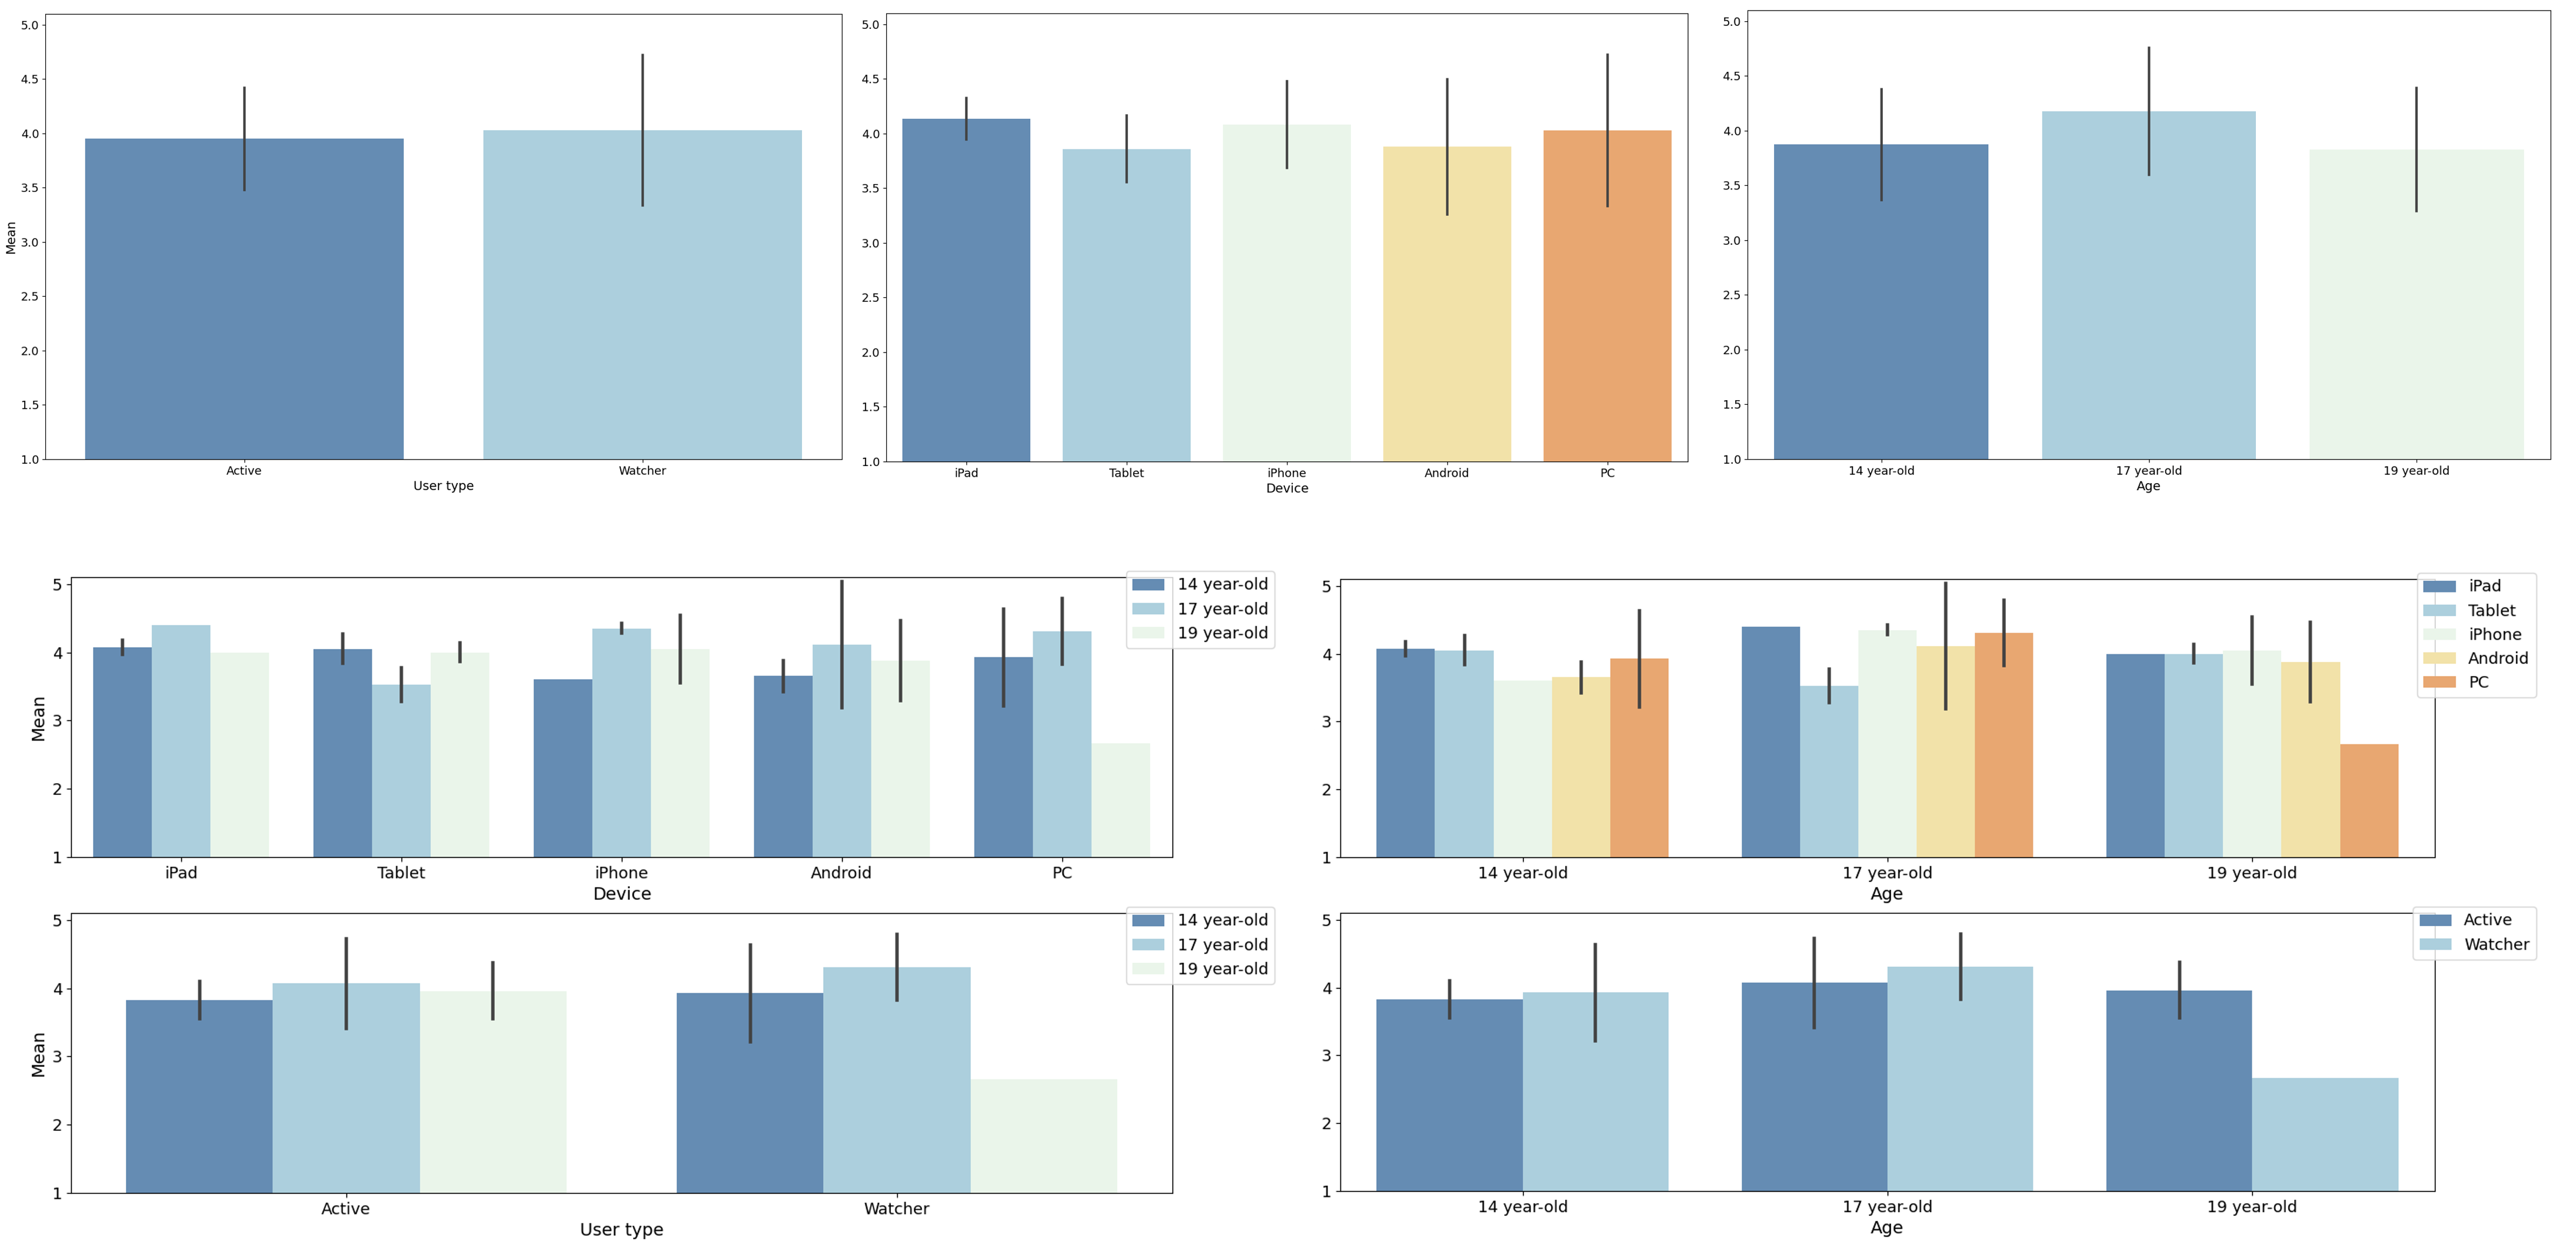 5.0
4.5
4.0
3.5
3.0
2.5
2.0
1.5
1.0
Mean
Active
Watcher
User type
5.0
4.5
4.0
3.5
3.0
2.5
2.0
1.5
1.0
iPad
Tablet
iPhone
Android
PC
Device
5.0
4.5
4.0
3.5
3.0
2.5
2.0
1.5
1.0
14 year-old
17 year-old
19 year-old
Age
5
4
3
2
1
Mean
iPad
Tablet
iPhone
Android
PC
Device
14 year-old
17 year-old
19 year-old
5
4
3
2
1
14 year-old
17 year-old
19 year-old
Age
iPad
Tablet
iPhone
Android
PC
5
4
3
2
1
Mean
Active
Watcher
User type
14 year-old
17 year-old
19 year-old
5
4
3
2
1
14 year-old
17 year-old
19 year-old
Age
Active
Watcher